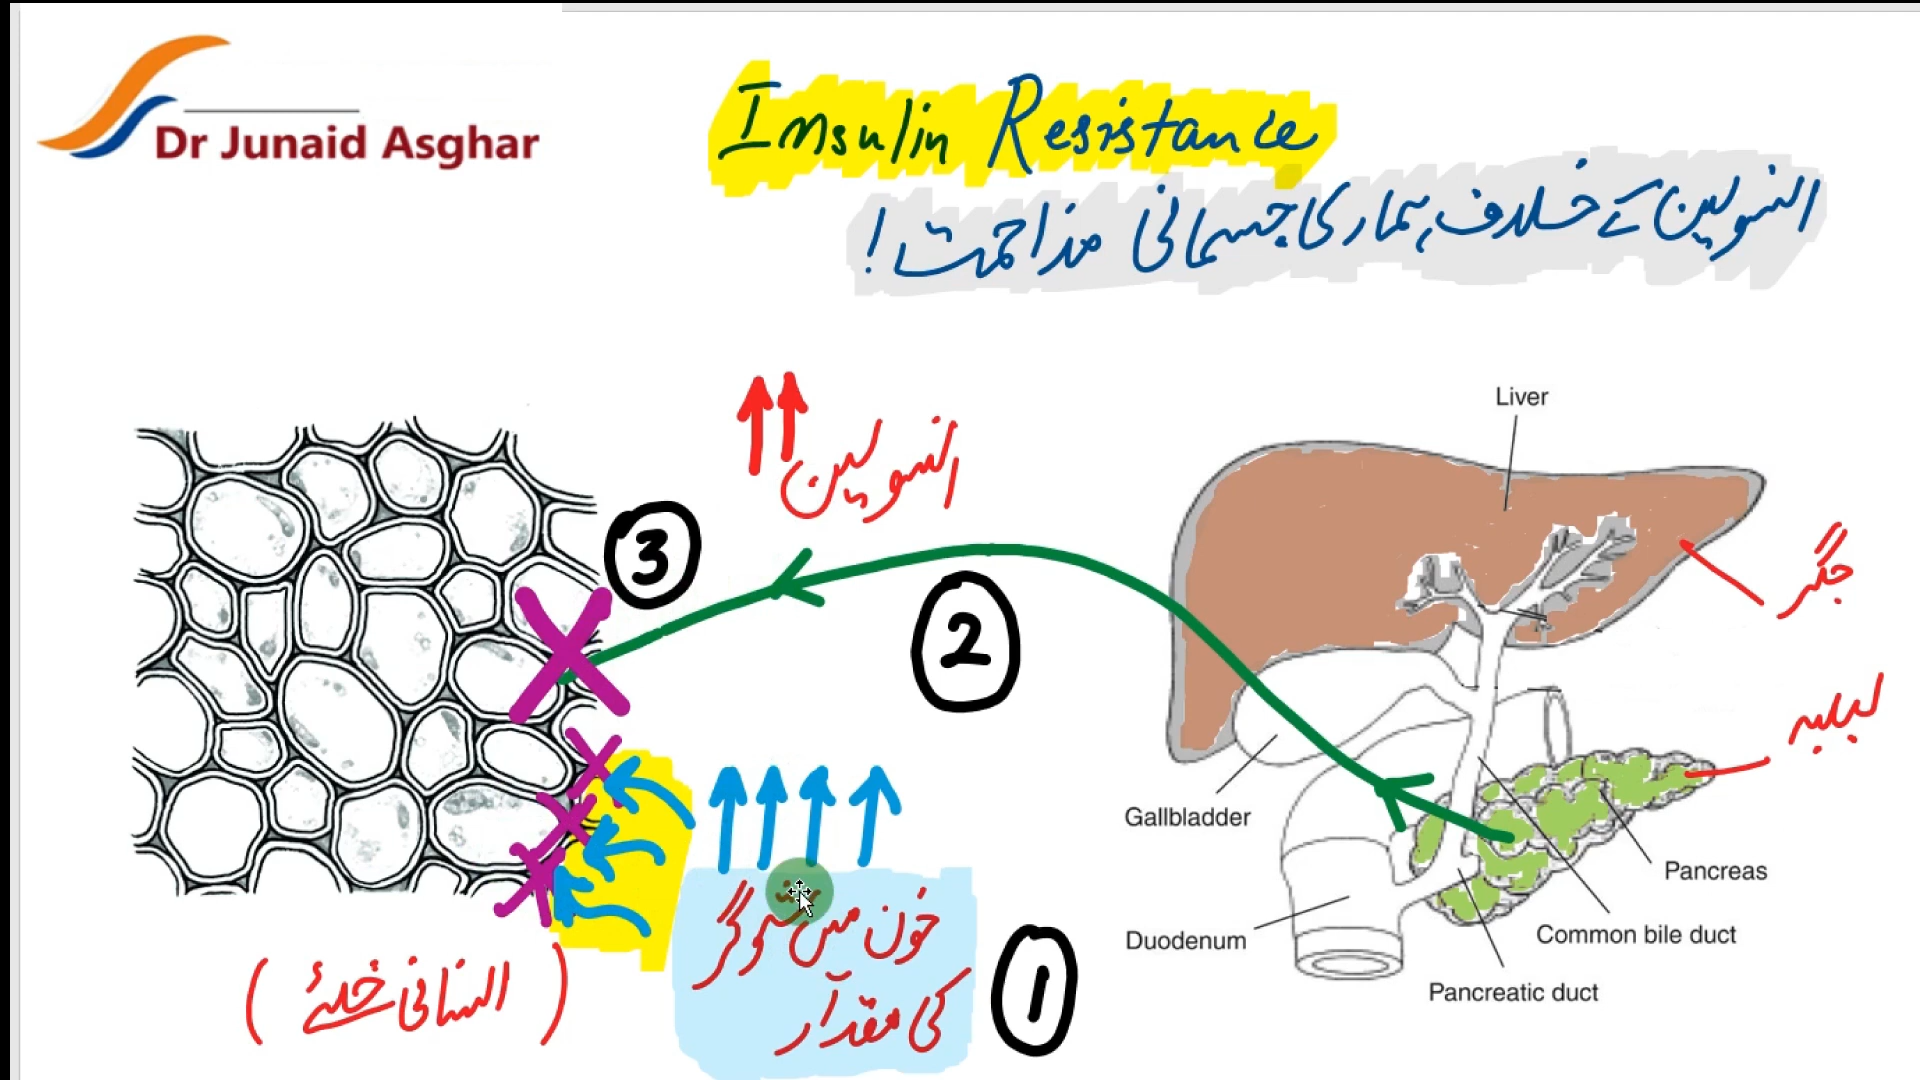 Dr Junaid Asghar
Insulin Resistance
انسولین کے خلاف ہماری جسمانی مزاحمت!
Liver
انسولین
جگر
3
2
لبلبہ
Gallbladder
Pancreas
خون میں شوگر
کی مقدار
Duodenum
Common bile duct
Pancreatic duct
(انسانی خلیے)
1